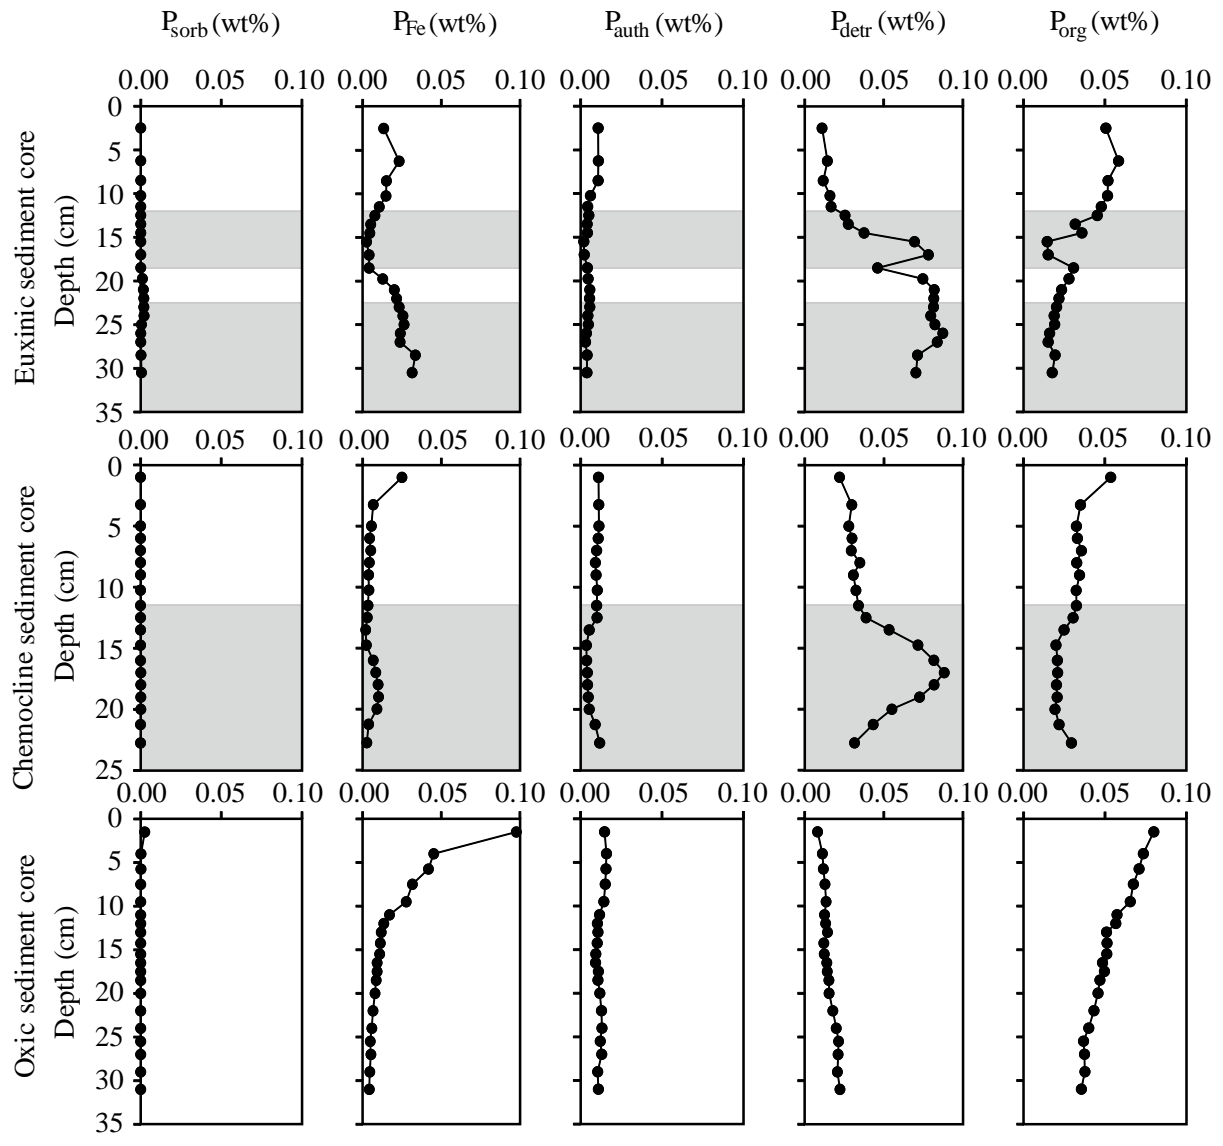 P_sorb (wt%) P_Fe (wt%) P_auth (wt%) P_detr (wt%) P_org (wt%)
0.00 0.05 0.10 0.00 0.05 0.10 0.00 0.05 0.10 0.00 0.05 0.10 0.00 0.05 0.10
Euxinic sediment core
Depth (cm)
0
5
10
15
20
25
30
35
0.00 0.05 0.10 0.00 0.05 0.10 0.00 0.05 0.10 0.00 0.05 0.10 0.00 0.05 0.10
Chemocline sediment core
Depth (cm)
0
5
10
15
20
25
0.00 0.05 0.10 0.00 0.05 0.10 0.00 0.05 0.10 0.00 0.05 0.10 0.00 0.05 0.10
Oxic sediment core
Depth (cm)
0
5
10
15
20
25
30
35